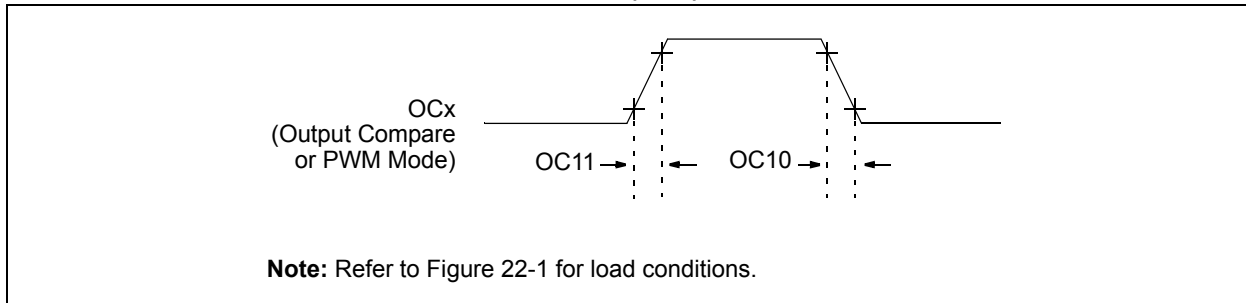 OCx
(Output Compare
or PWM Mode)
OC11
OC10
Note: Refer to Figure 22-1 for load conditions.